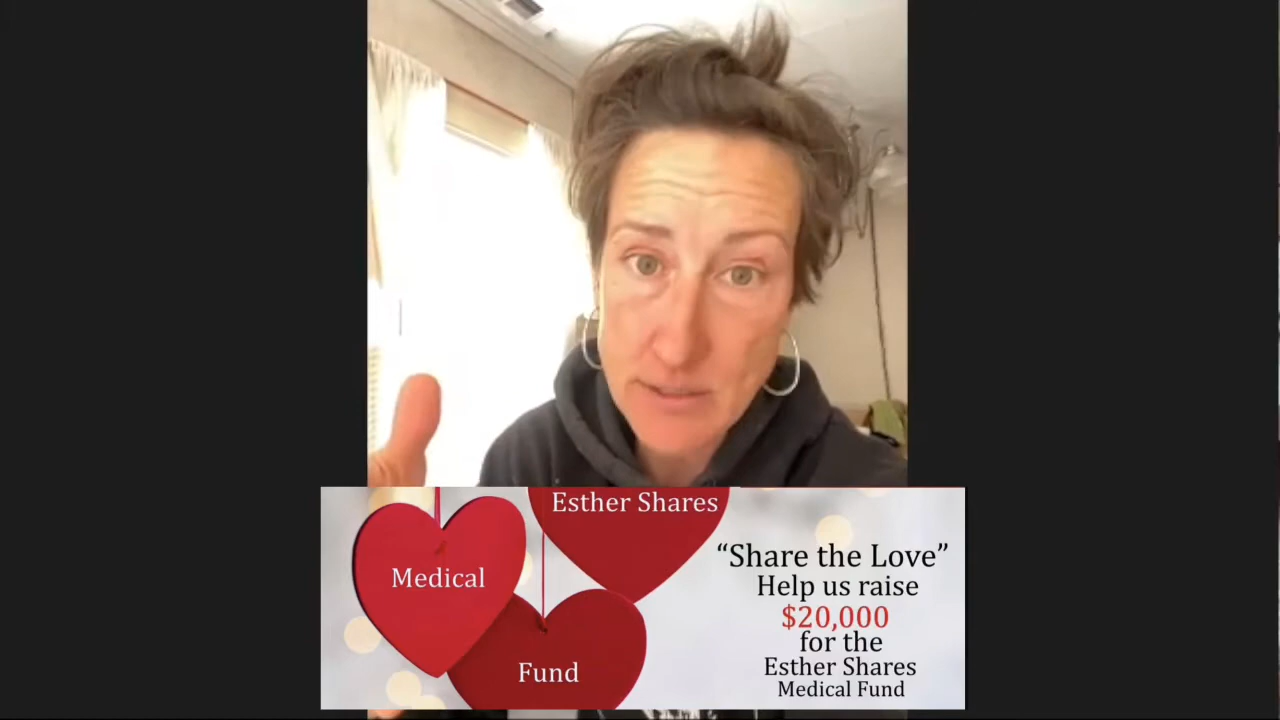 Esther Shares
Medical
Fund
“Share the Love”
Help us raise
$20,000
for the
Esther Shares
Medical Fund